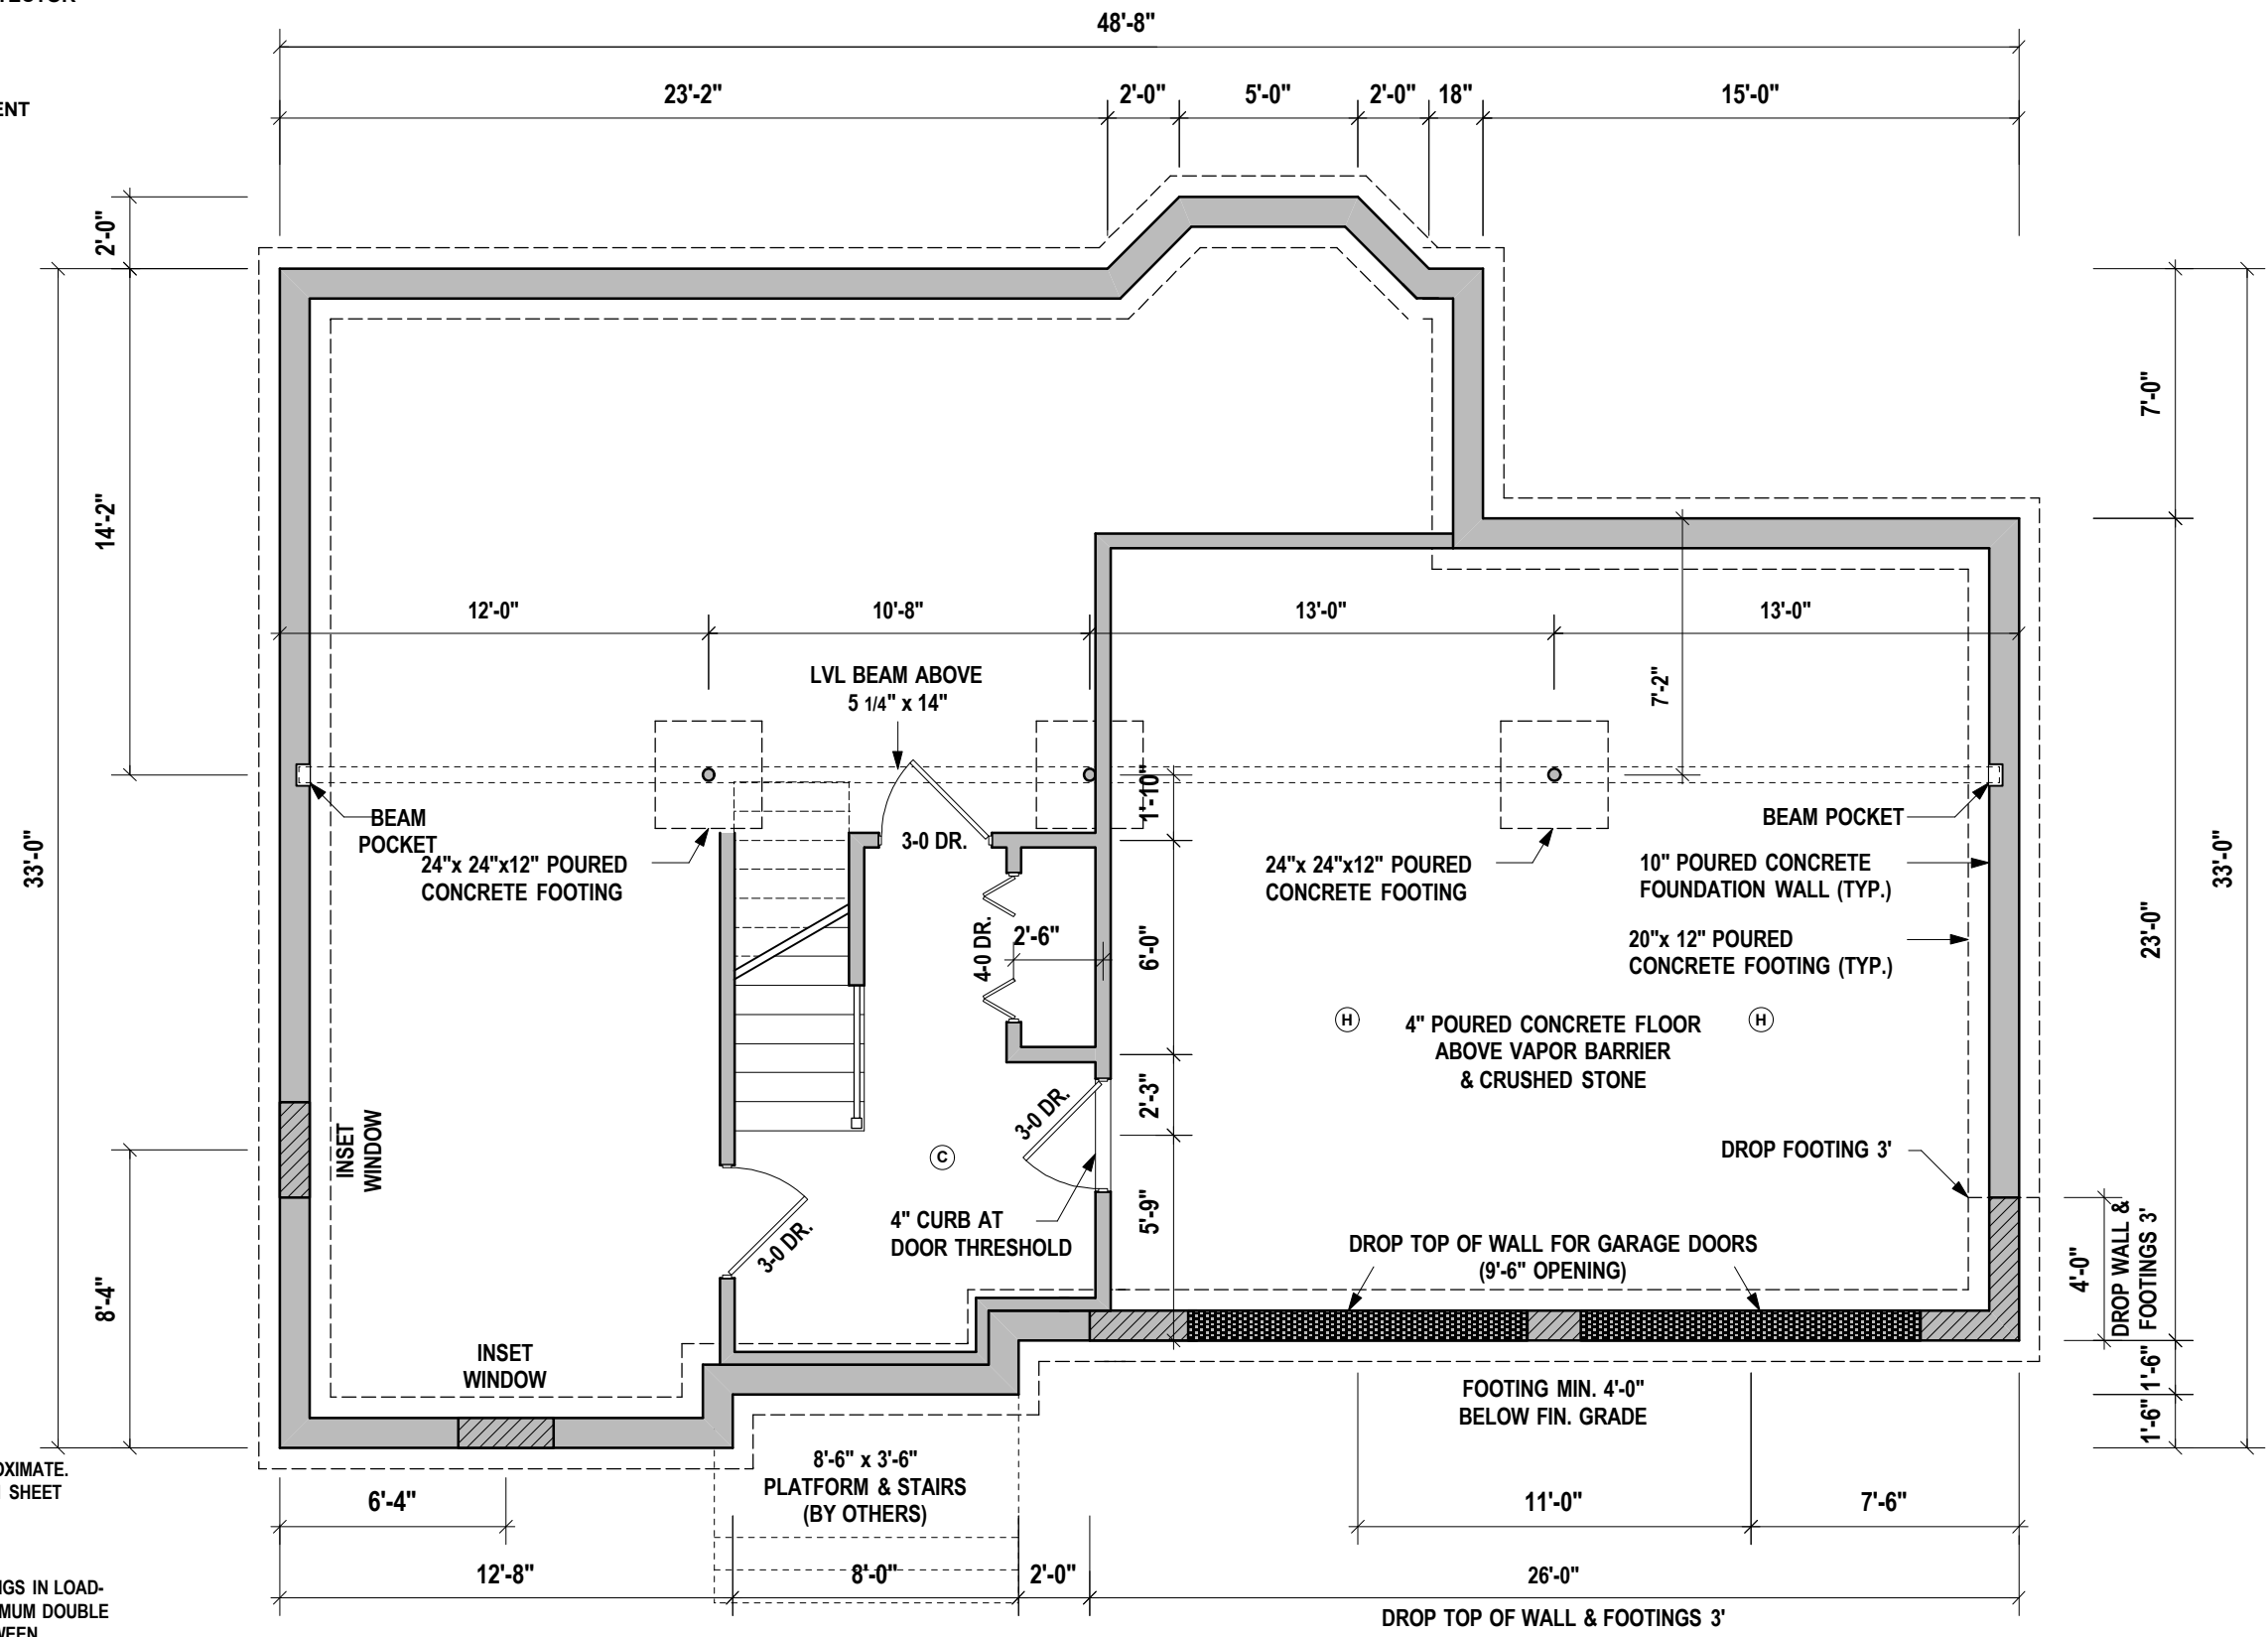 48'-8"
23'-2"
2'-0"
5'-0"
2'-0"
18"
15'-0"
ENT
2'-0"
14'-2"
33'-0"
8'-4"
7'-0"
23'-0"
33'-0"
12'-0"
10'-8"
13'-0"
13'-0"
7'-2"
LVL BEAM ABOVE
5 1/4" x 14"
1'-10"
BEAM
POCKET
24"x 24"x12" POURED
CONCRETE FOOTING
3-0 DR.
24"x 24"x12" POURED
CONCRETE FOOTING
BEAM POCKET
10" POURED CONCRETE
FOUNDATION WALL (TYP.)
20"x 12" POURED
CONCRETE FOOTING (TYP.)
4-0 DR.
2'-6"
6'-0"
H
4" POURED CONCRETE FLOOR
ABOVE VAPOR BARRIER
& CRUSHED STONE
H
2'-3"
3-0 DR.
INSET
WINDOW
C
DROP FOOTING 3'
5'-9"
4" CURB AT
DOOR THRESHOLD
3-0 DR.
DROP TOP OF WALL FOR GARAGE DOORS
(9'-6" OPENING)
4'-0"
DROP WALL &
FOOTINGS 3'
1'-6"
1'-6"
INSET
WINDOW
FOOTING MIN. 4'-0"
BELOW FIN. GRADE
8'-6" x 3'-6"
PLATFORM & STAIRS
(BY OTHERS)
OXIMATE.
SHEET
6'-4"
11'-0"
7'-6"
12'-8"
8'-0"
2'-0"
26'-0"
DROP TOP OF WALL & FOOTINGS 3'
NGS IN LOAD-
MUM DOUBLE